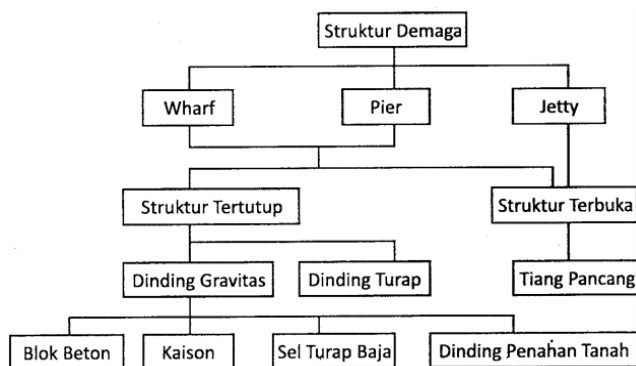 Struktur Demaga
Wharf
Pier
Jetty
Struktur Tertutup
Struktur Terbuka
Dinding Gravitas
Dinding Turap
Tiang Pancang
Blok Beton
Kaison
Sel Turap Baja
Dinding Penahan Tanah